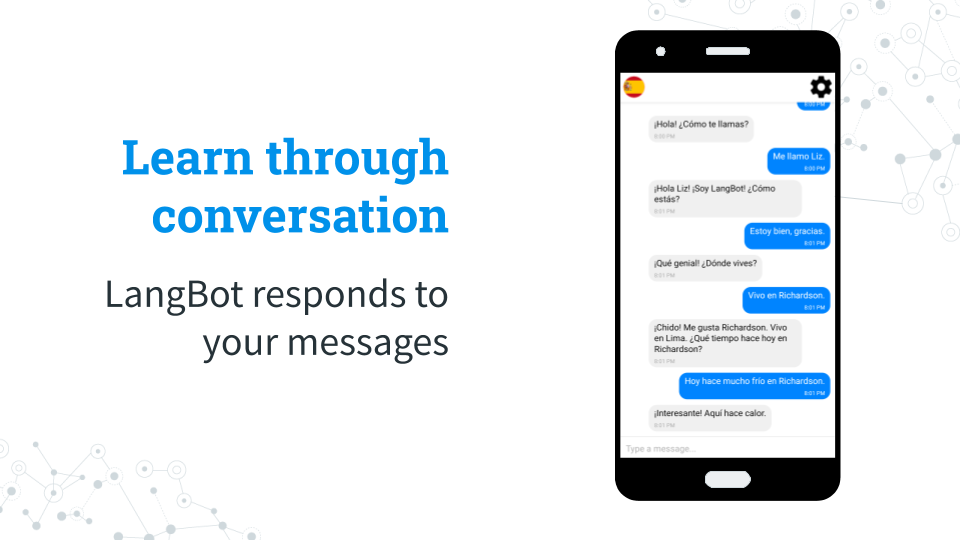 Learn through
conversation
LangBot responds to
your messages
8:00 PM
¡Hola! ¿Cómo te llamas?
8:00 PM
Me llamo Liz.
8:00 PM
¡Hola Liz! ¡Soy LangBot! ¿Cómo
estás?
8:01 PM
Estoy bien, gracias.
8:01 PM
¡Qué genial! ¿Dónde vives?
8:01 PM
Vivo en Richardson.
8:01 PM
¡Chido! Me gusta Richardson. Vivo
en Lima. ¿Qué tiempo hace hoy en
Richardson?
8:01 PM
Hoy hace mucho frío en Richardson.
8:01 PM
¡Interesante! Aquí hace calor.
8:01 PM
Type a message...